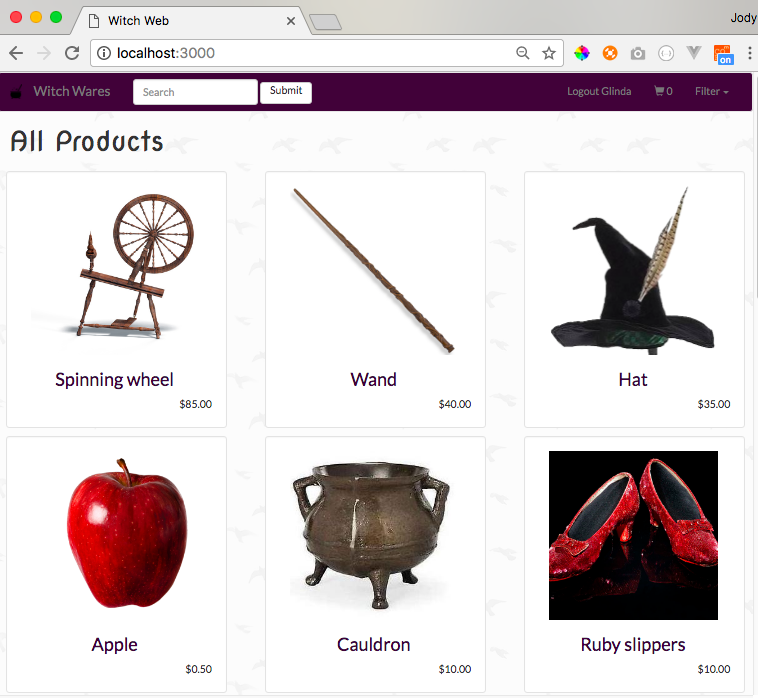 Witch Web
Jody
localhost:3000
on
Witch Wares
Search
Submit
Logout Glinda
0
Filter
All Products
Spinning wheel
$85.00
Wand
$40.00
Hat
$35.00
Apple
$0.50
Cauldron
$10.00
Ruby slippers
$10.00